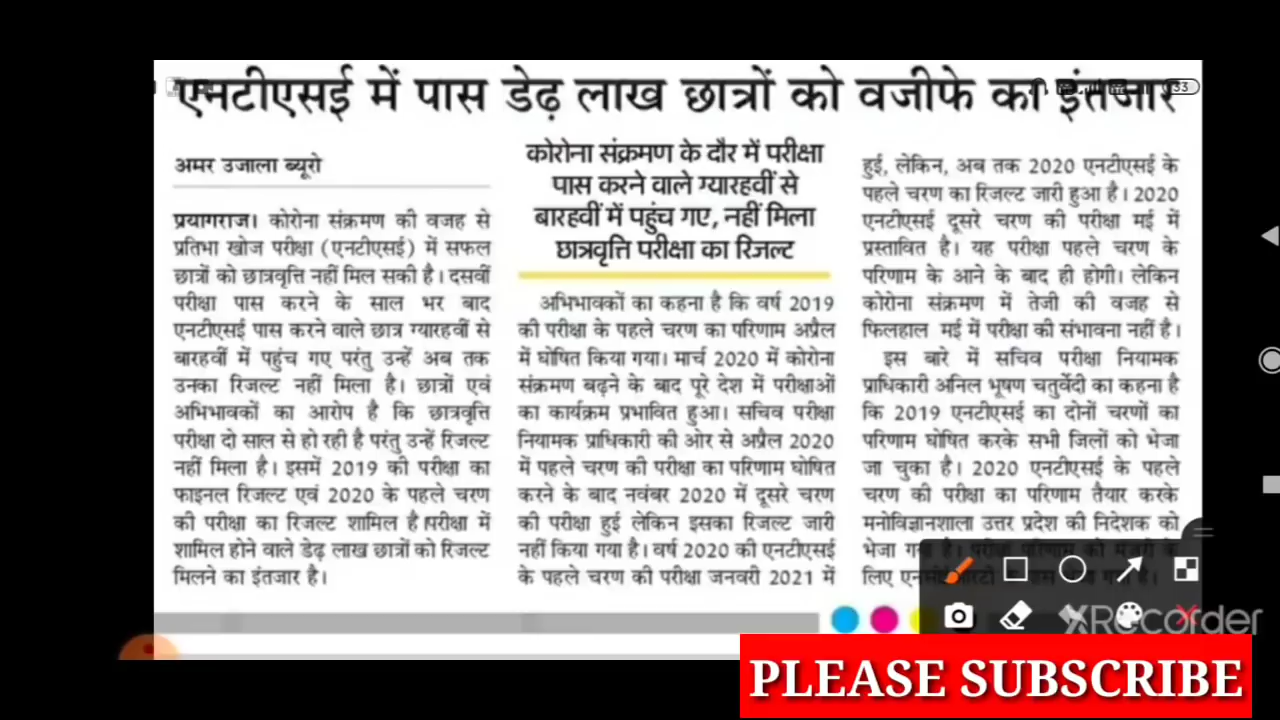 एनटीएसई में पास डेढ़ लाख छात्रों को वजीफे का इंतजार
33
अमर उजाला ब्यूरो
प्रयागराज। कोरोना संक्रमण की वजह से
प्रतिभा खोज परीक्षा (एनटीएसई) में सफल
छात्रों को छात्रवृत्ति नहीं मिल सकी है। दसवीं
परीक्षा पास करने के साल भर बाद
एनटीएसई पास करने वाले छात्र ग्यारहवीं से
बारहवीं में पहुंच गए परंतु उन्हें अब तक
उनका रिजल्ट नहीं मिला है। छात्रों एवं
अभिभावकों का आरोप है कि छात्रवृत्ति
परीक्षा दो साल से हो रही है परंतु उन्हें रिजल्ट
नहीं मिला है। इसमें 2019 की परीक्षा का
फाइनल रिजल्ट एवं 2020 के पहले चरण
की परीक्षा का रिजल्ट शामिल है।परीक्षा में
शामिल होने वाले डेढ़ लाख छात्रों को रिजल्ट
मिलने का इंतजार है।
कोरोना संक्रमण के दौर में परीक्षा
पास करने वाले ग्यारहवीं से
बारहवीं में पहुंच गए, नहीं मिला
छात्रवृत्ति परीक्षा का रिजल्ट
अभिभावकों का कहना है कि वर्ष 2019
की परीक्षा के पहले चरण का परिणाम अप्रैल
में घोषित किया गया। मार्च 2020 में कोरोना
संक्रमण बढ़ने के बाद पूरे देश में परीक्षाओं
का कार्यक्रम प्रभावित हुआ। सचिव परीक्षा
नियामक प्राधिकारी की ओर से अप्रैल 2020
में पहले चरण की परीक्षा का परिणाम घोषित
करने के बाद नवंबर 2020 में दूसरे चरण
की परीक्षा हुई लेकिन इसका रिजल्ट जारी
नहीं किया गया है। वर्ष 2020 की एनटीएसई
के पहले चरण की परीक्षा जनवरी 2021 में
हुई, लेकिन, अब तक 2020 एनटीएसई के
पहले चरण का रिजल्ट जारी हुआ है। 2020
एनटीएसई दूसरे चरण की परीक्षा मई में
प्रस्तावित है। यह परीक्षा पहले चरण के
परिणाम के आने के बाद ही होगी। लेकिन
कोरोना संक्रमण में तेजी की वजह से
फिलहाल मई में परीक्षा की संभावना नहीं है।
इस बारे में सचिव परीक्षा नियामक
प्राधिकारी अनिल भूषण चतुर्वेदी का कहना है
कि 2019 एनटीएसई का दोनों चरणों का
परिणाम घोषित करके सभी जिलों को भेजा
जा चुका है। 2020 एनटीएसई के पहले
चरण की परीक्षा का परिणाम तैयार करके
मनोविज्ञानशाला उत्तर प्रदेश की निदेशक को
भेजा गया है। परीक्षा परिणाम को मंजूरी के
लिए एनसीईआरटी के पास भेजा गया है।
XRecorder
PLEASE SUBSCRIBE